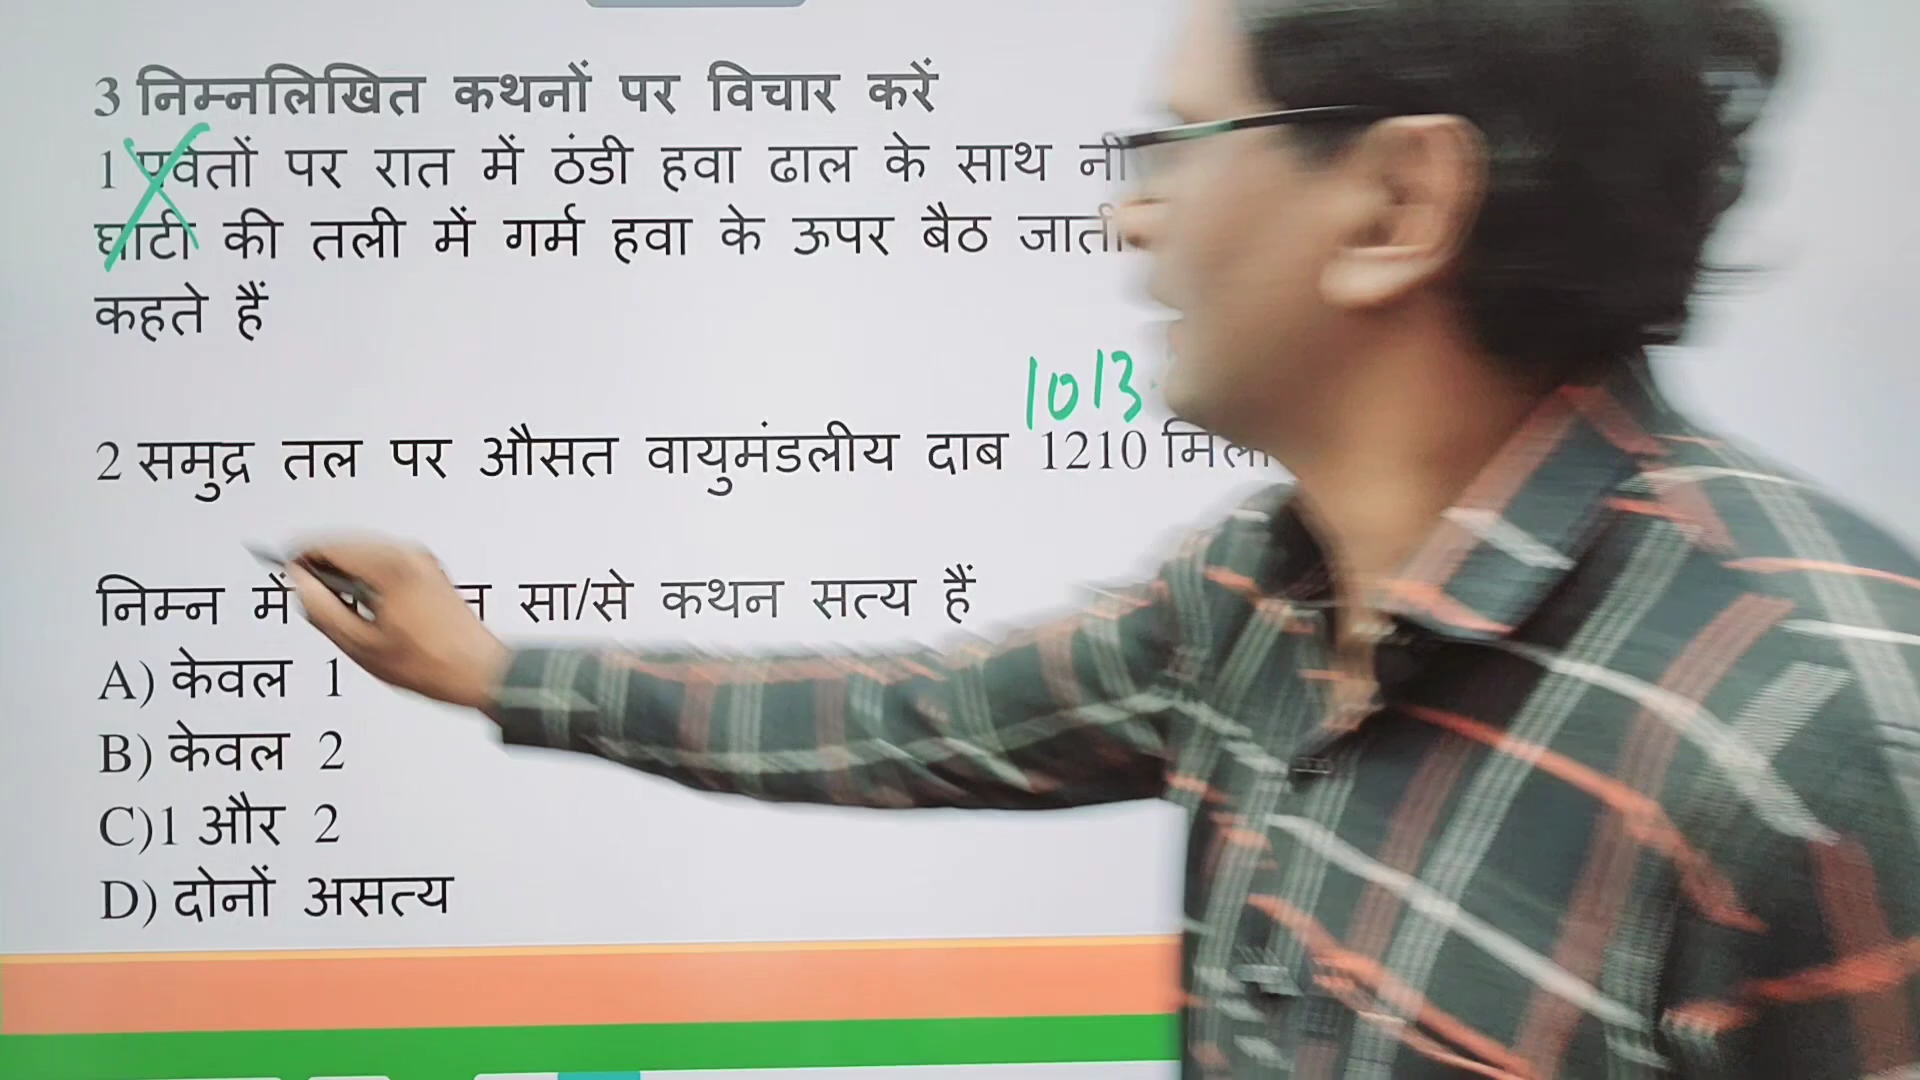 3 निम्नलिखित कथनों पर विचार करें
1 पर्वतों पर रात में ठंडी हवा ढाल के साथ
घाटी की तली में गर्म हवा के ऊपर बैठ जाती
कहते हैं
1013
2 समुद्र तल पर औसत वायुमंडलीय दाब 1210
निम्न में सा/से कथन सत्य हैं
A) केवल 1
B) केवल 2
C)1 और 2
D) दोनों असत्य